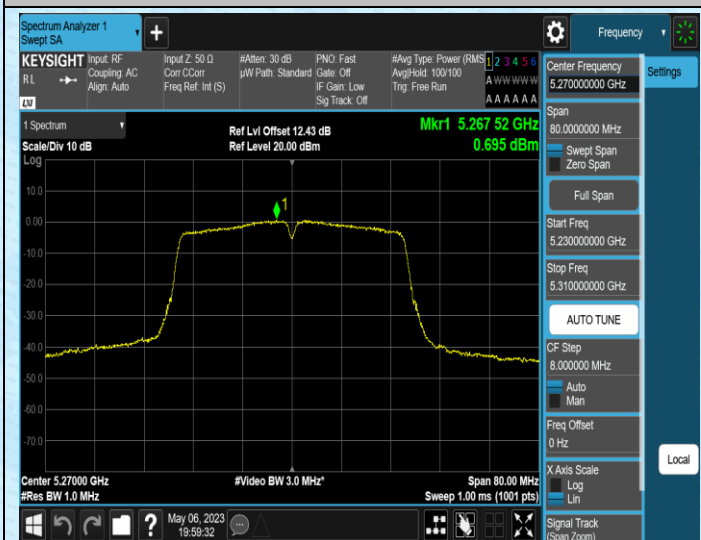 Spectrum Analyzer 1
Swept SA
+
Frequency
KEYSIGHT
RL
LXI
Input: RF
Coupling: AC
Align: Auto
Input Z: 50 Ω
Corr CCorr
Freq Ref: Int (S)
#Atten: 30 dB
µW Path: Standard
PNO: Fast
Gate: Off
IF Gain: Low
Sig Track: Off
#Avg Type: Power (RMS
Avg|Hold: 100/100
Trig: Free Run
1 2 3 4 5 6
A W W W W W
A A A A A A
1 Spectrum
Scale/Div 10 dB
Ref Lvl Offset 12.43 dB
Ref Level 20.00 dBm
Mkr1 5.267 52 GHz
0.695 dBm
Log
10.0
0.00
-10.0
-20.0
-30.0
-40.0
-50.0
-60.0
-70.0
1
Center 5.27000 GHz
#Res BW 1.0 MHz
#Video BW 3.0 MHz*
Span 80.00 MHz
Sweep 1.00 ms (1001 pts)
?
May 06, 2023
19:59:32
Center Frequency
5.270000000 GHz
Span
80.0000000 MHz
Swept Span
Zero Span
Full Span
Start Freq
5.230000000 GHz
Stop Freq
5.310000000 GHz
AUTO TUNE
CF Step
8.000000 MHz
Auto
Man
Freq Offset
0 Hz
X Axis Scale
Log
Lin
Signal Track
(Span Zoom)
Settings
Local